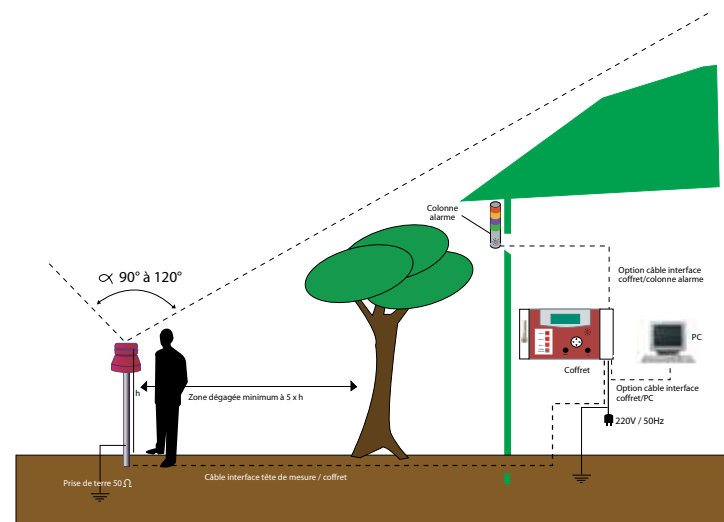 Colonne
alarme
∝ 90° à 120°
Option câble interface
coffret/colonne alarme
PC
Coffret
h
Zone dégagée minimum à 5 x h
Option câble interface
coffret/PC
220V / 50Hz
Câble interface tête de mesure / coffret
Prise de terre 50 Ω